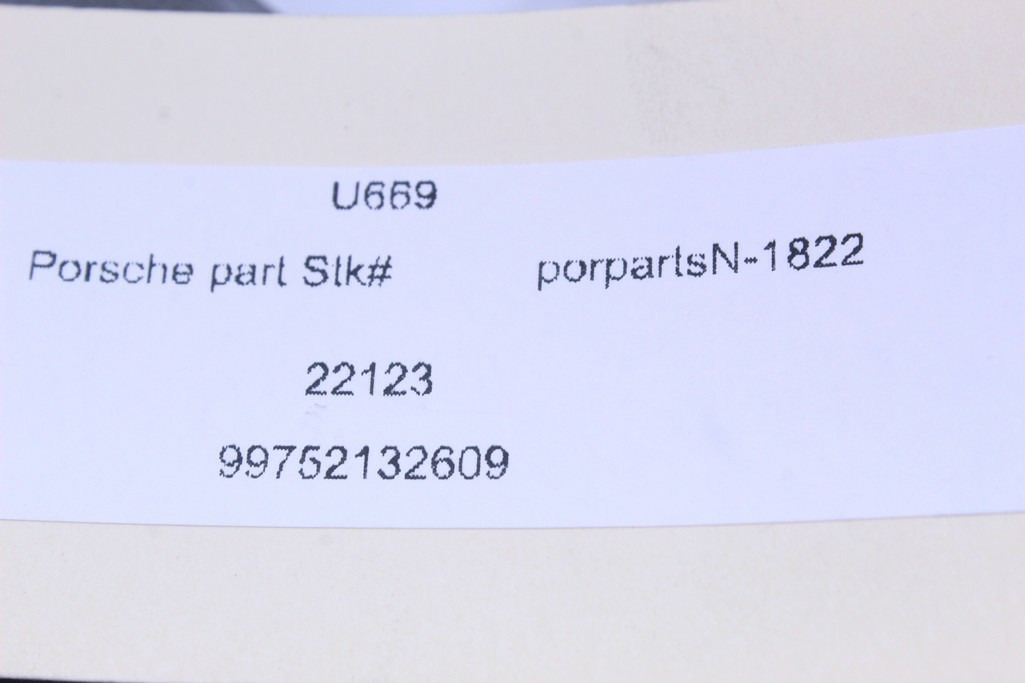 U669
Porsche part Stk# porpartsN-1822
22123
99752132609